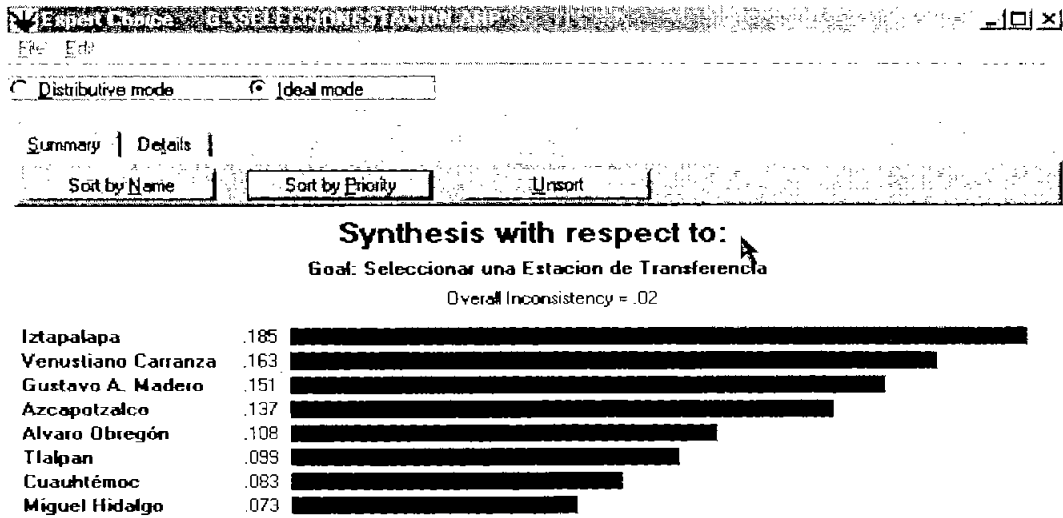 Expert Choice
File Edit
Distributive mode Ideal mode
Summary Details
Sort by Name Sort by Priority Unsort
Synthesis with respect to:
Goal: Seleccionar una Estacion de Transferencia
Overall Inconsistency = .02
Iztapalapa .185
Venustiano Carranza .163
Gustavo A. Madero .151
Azcapotzalco .137
Alvaro Obregón .108
Tlalpan .099
Cuauhtémoc .083
Miguel Hidalgo .073